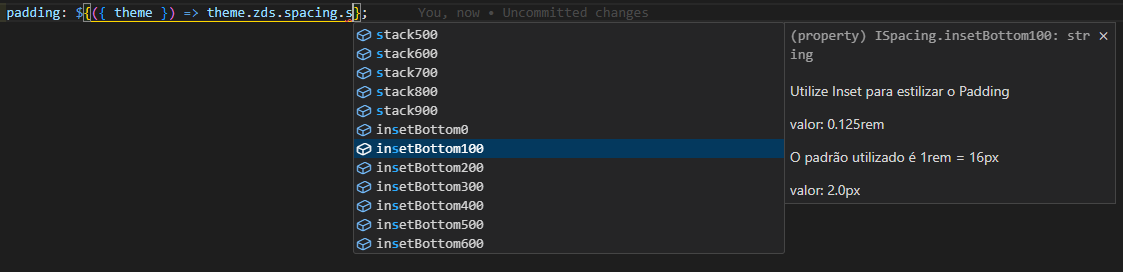 padding: ${({ theme }) => theme.zds.spacing.s};     You, now • Uncommitted changes
stack500
stack600
stack700
stack800
stack900
insetBottom0
insetBottom100
insetBottom200
insetBottom300
insetBottom400
insetBottom500
insetBottom600
(property) ISpacing.insetBottom100: str
ing
Utilize Inset para estilizar o Padding
valor: 0.125rem
O padrão utilizado é 1rem = 16px
valor: 2.0px